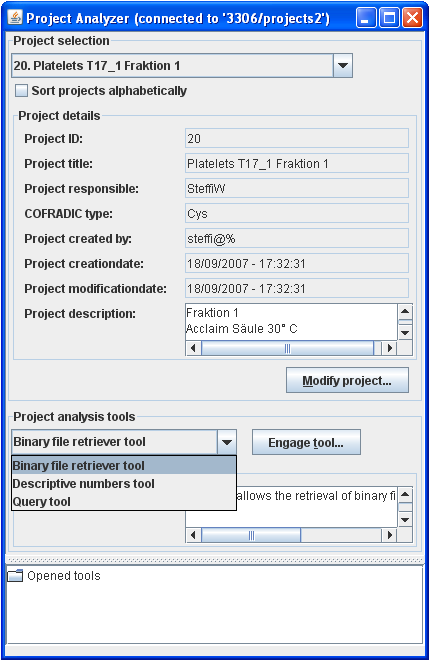 Project Analyzer (connected to '3306/projects2')
Project selection
20. Platelets T17_1 Fraktion 1
Sort projects alphabetically
Project details
Project ID:
20
Project title:
Platelets T17_1 Fraktion 1
Project responsible:
SteffiW
COFRADIC type:
Cys
Project created by:
steffi@%
Project creationdate:
18/09/2007 - 17:32:31
Project modificationdate:
18/09/2007 - 17:32:31
Project description:
Fraktion 1
Acclaim Säule 30° C
Modify project...
Project analysis tools
Binary file retriever tool
Engage tool...
Binary file retriever tool
Descriptive numbers tool
Query tool
allows the retrieval of binary fi
Opened tools